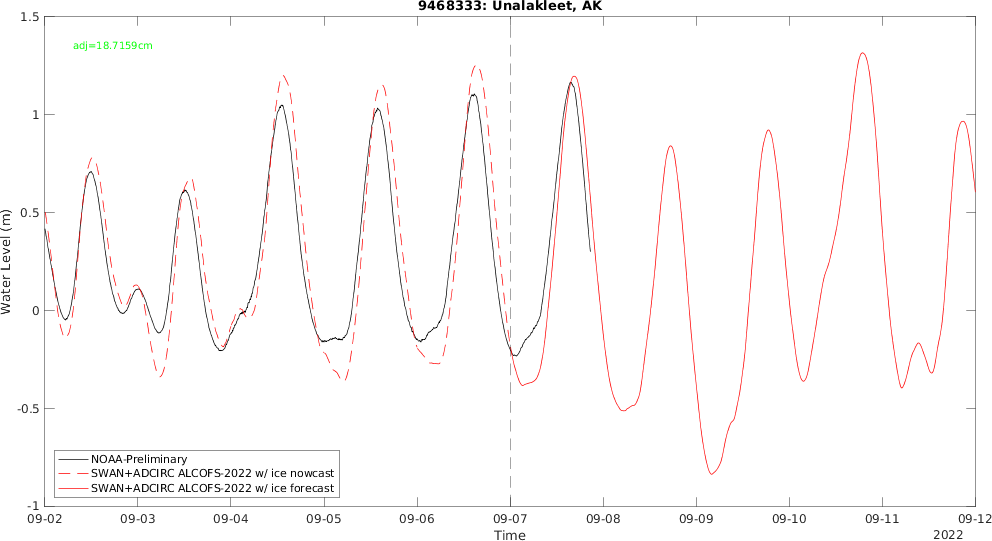 9468333: Unalakleet, AK
adj=18.7159cm
1.5
1
0.5
0
-0.5
-1
Water Level (m)
NOAA-Preliminary
SWAN+ADCIRC ALCOFS-2022 w/ ice nowcast
SWAN+ADCIRC ALCOFS-2022 w/ ice forecast
09-02 09-03 09-04 09-05 09-06 09-07 09-08 09-09 09-10 09-11 09-12
Time
2022